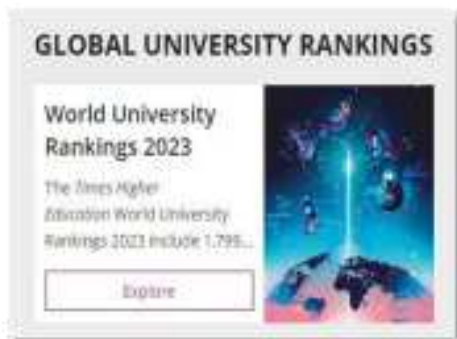 GLOBAL UNIVERSITY RANKINGS
World University
Rankings 2023
The Times Higher
Education World University
Rankings 2023 include 1,799...
Explore